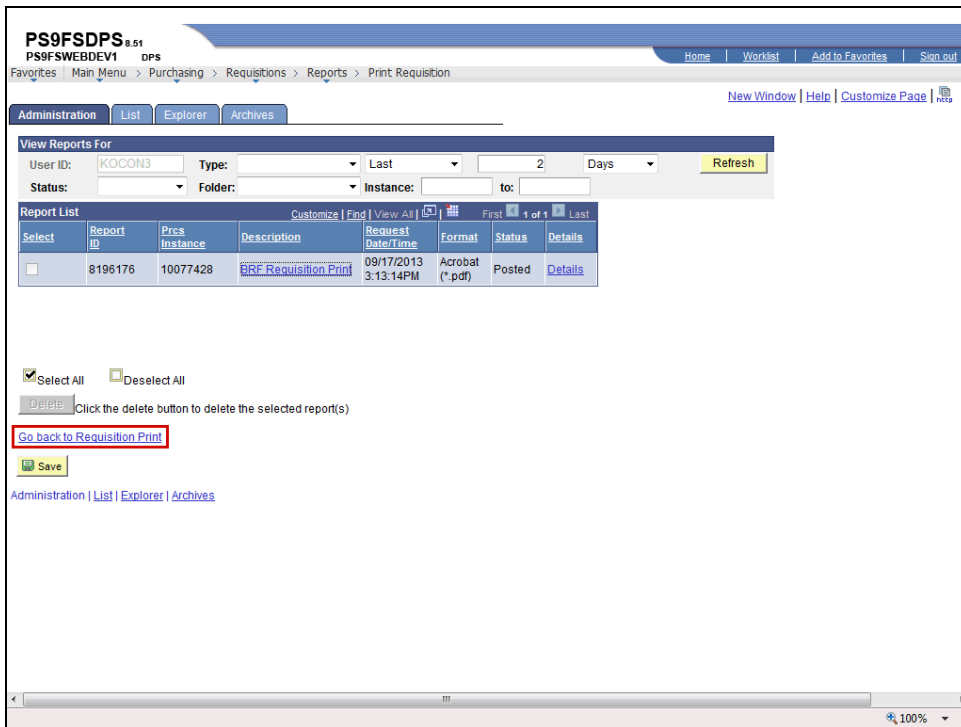 PS9FSDPS 8.51
PS9FSWEBDEV1 DPS
Home | Worklist | Add to Favorites | Sign out
Favorites | Main Menu > Purchasing > Requisitions > Reports > Print Requisition
New Window | Help | Customize Page | http
Administration List Explorer Archives
View Reports For
User ID: KOCON3 Type: Last 2 Days Refresh
Status: Folder: Instance: to:
Report List Customize | Find | View All | | First 1 of 1 Last
Select Report ID Prcs Instance Description Request Date/Time Format Status Details
8196176 10077428 BRF Requisition Print 09/17/2013 3:13:14PM Acrobat (*.pdf) Posted Details
Select All Deselect All
Delete Click the delete button to delete the selected report(s)
Go back to Requisition Print
Save
Administration | List | Explorer | Archives
100%